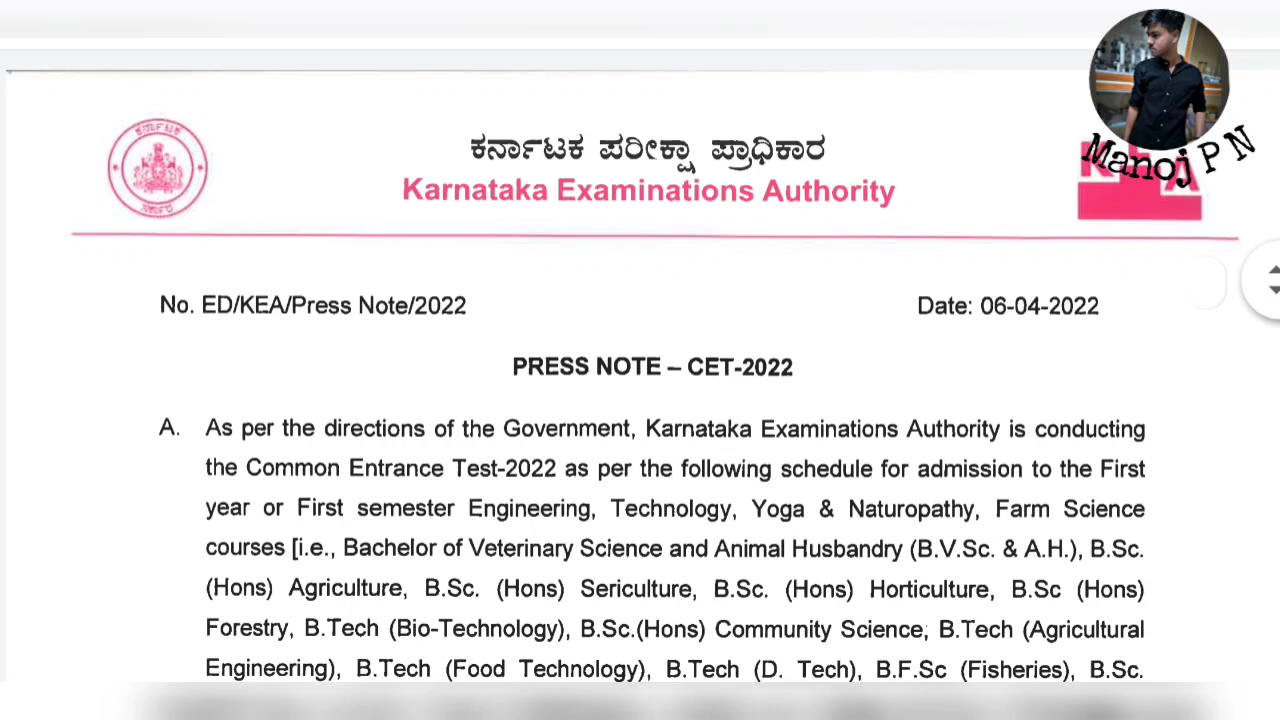 ಕರ್ನಾಟಕ
ಸರ್ಕಾರ
ಕರ್ನಾಟಕ ಪರೀಕ್ಷಾ ಪ್ರಾಧಿಕಾರ
Karnataka Examinations Authority
Manoj P N
No. ED/KEA/Press Note/2022
Date: 06-04-2022
PRESS NOTE – CET-2022
A. As per the directions of the Government, Karnataka Examinations Authority is conducting
the Common Entrance Test-2022 as per the following schedule for admission to the First
year or First semester Engineering, Technology, Yoga & Naturopathy, Farm Science
courses [i.e., Bachelor of Veterinary Science and Animal Husbandry (B.V.Sc. & A.H.), B.Sc.
(Hons) Agriculture, B.Sc. (Hons) Sericulture, B.Sc. (Hons) Horticulture, B.Sc (Hons)
Forestry, B.Tech (Bio-Technology), B.Sc.(Hons) Community Science; B.Tech (Agricultural
Engineering), B.Tech (Food Technology), B.Tech (D. Tech), B.F.Sc (Fisheries), B.Sc.